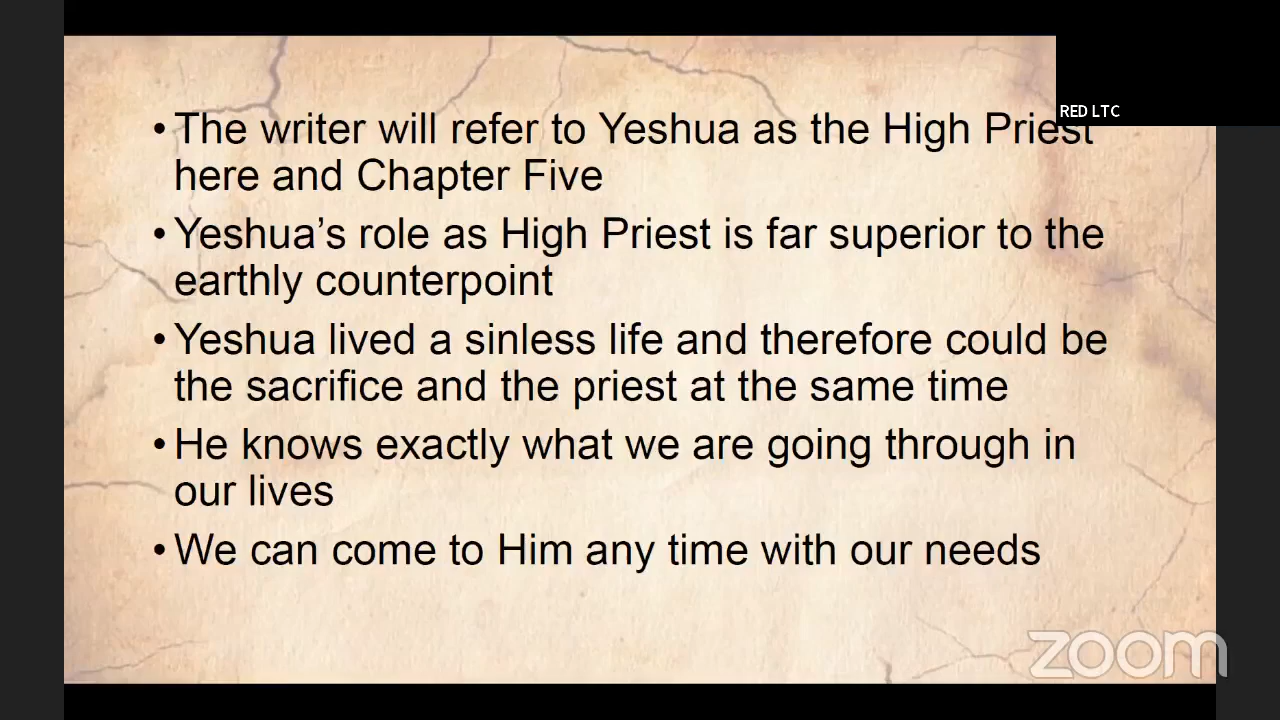 RED LTC
• The writer will refer to Yeshua as the High Priest
here and Chapter Five
• Yeshua’s role as High Priest is far superior to the
earthly counterpoint
• Yeshua lived a sinless life and therefore could be
the sacrifice and the priest at the same time
• He knows exactly what we are going through in
our lives
• We can come to Him any time with our needs
zoom